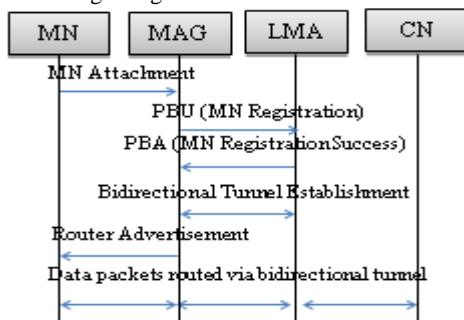 MN MAG LMA CN
MN Attachment
PBU (MN Registration)
PBA (MN RegistrationSuccess)
Bidirectional Tunnel Establishment
Router Advertisement
Data packets routed via bidirectional tunnel